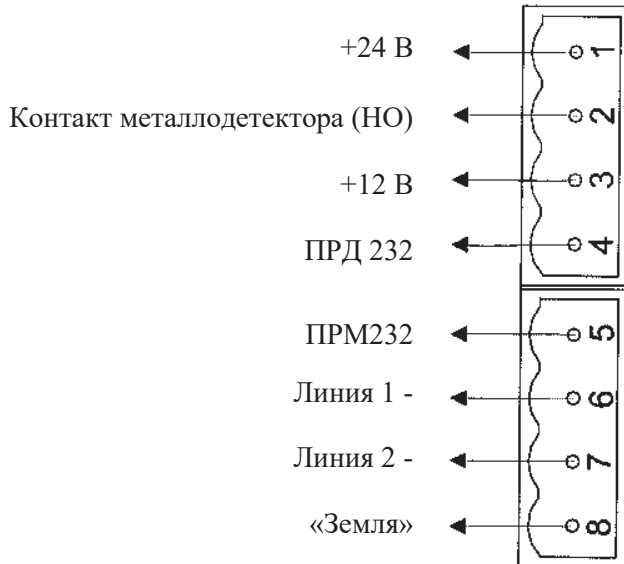 +24 В 1
Контакт металлодетектора (НО) 2
+12 В 3
ПРД 232 4
ПРМ232 5
Линия 1 - 6
Линия 2 - 7
«Земля» 8